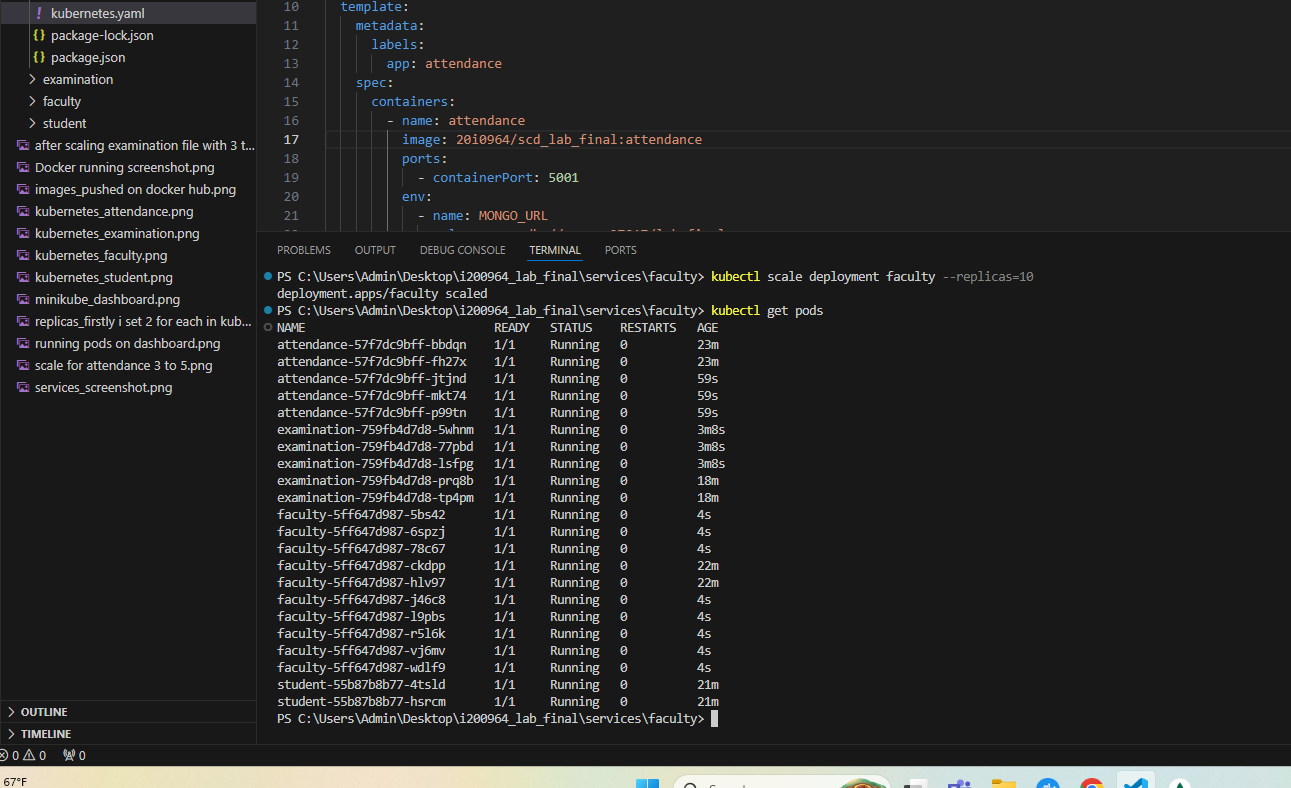 kubernetes.yaml
package-lock.json
package.json
examination
faculty
student
after scaling examination file with 3 t...
Docker running screenshot.png
images_pushed on docker hub.png
kubernetes_attendance.png
kubernetes_examination.png
kubernetes_faculty.png
kubernetes_student.png
minikube_dashboard.png
replicas_firstly i set 2 for each in kub...
running pods on dashboard.png
scale for attendance 3 to 5.png
services_screenshot.png
OUTLINE
TIMELINE
10 template:
11 metadata:
12 labels:
13 app: attendance
14 spec:
15 containers:
16 - name: attendance
17 image: 20i0964/scd_lab_final:attendance
18 ports:
19 - containerPort: 5001
20 env:
21 - name: MONGO_URL
PROBLEMS OUTPUT DEBUG CONSOLE TERMINAL PORTS
PS C:\Users\Admin\Desktop\i200964_lab_final\services\faculty> kubectl scale deployment faculty --replicas=10
deployment.apps/faculty scaled
PS C:\Users\Admin\Desktop\i200964_lab_final\services\faculty> kubectl get pods
NAME READY STATUS RESTARTS AGE
attendance-57f7dc9bff-bbdqn 1/1 Running 0 23m
attendance-57f7dc9bff-fh27x 1/1 Running 0 23m
attendance-57f7dc9bff-jtjnd 1/1 Running 0 59s
attendance-57f7dc9bff-mkt74 1/1 Running 0 59s
attendance-57f7dc9bff-p99tn 1/1 Running 0 59s
examination-759fb4d7d8-5whnm 1/1 Running 0 3m8s
examination-759fb4d7d8-77pbd 1/1 Running 0 3m8s
examination-759fb4d7d8-lsfpg 1/1 Running 0 3m8s
examination-759fb4d7d8-prq8b 1/1 Running 0 18m
examination-759fb4d7d8-tp4pm 1/1 Running 0 18m
faculty-5ff647d987-5bs42 1/1 Running 0 4s
faculty-5ff647d987-6spzj 1/1 Running 0 4s
faculty-5ff647d987-78c67 1/1 Running 0 4s
faculty-5ff647d987-ckdpp 1/1 Running 0 22m
faculty-5ff647d987-hlv97 1/1 Running 0 22m
faculty-5ff647d987-j46c8 1/1 Running 0 4s
faculty-5ff647d987-l9pbs 1/1 Running 0 4s
faculty-5ff647d987-r5l6k 1/1 Running 0 4s
faculty-5ff647d987-vj6mv 1/1 Running 0 4s
faculty-5ff647d987-wdlf9 1/1 Running 0 4s
student-55b87b8b77-4tsld 1/1 Running 0 21m
student-55b87b8b77-hsrcm 1/1 Running 0 21m
PS C:\Users\Admin\Desktop\i200964_lab_final\services\faculty>
0 0 0
67°F